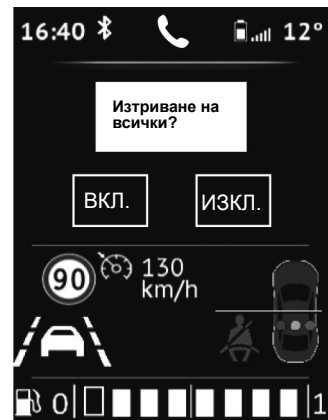 16:40 12°
Изтриване на
всички?
ВКЛ. ИЗКЛ.
90 130
km/h
0 1